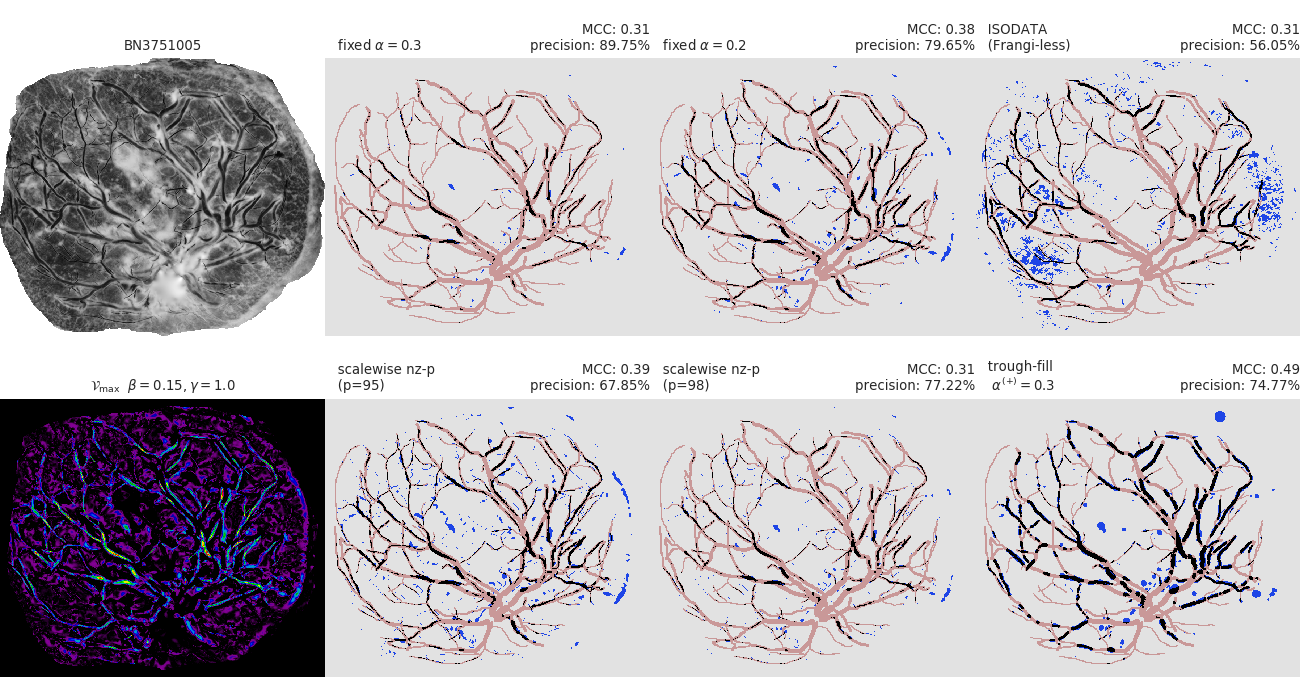 BN3751005
fixed α = 0.3
MCC: 0.31
precision: 89.75%
fixed α = 0.2
MCC: 0.38
precision: 79.65%
ISODATA
(Frangi-less)
MCC: 0.31
precision: 56.05%
𝒱max β = 0.15, γ = 1.0
scalewise nz-p
(p=95)
MCC: 0.39
precision: 67.85%
scalewise nz-p
(p=98)
MCC: 0.31
precision: 77.22%
trough-fill
α(+) = 0.3
MCC: 0.49
precision: 74.77%